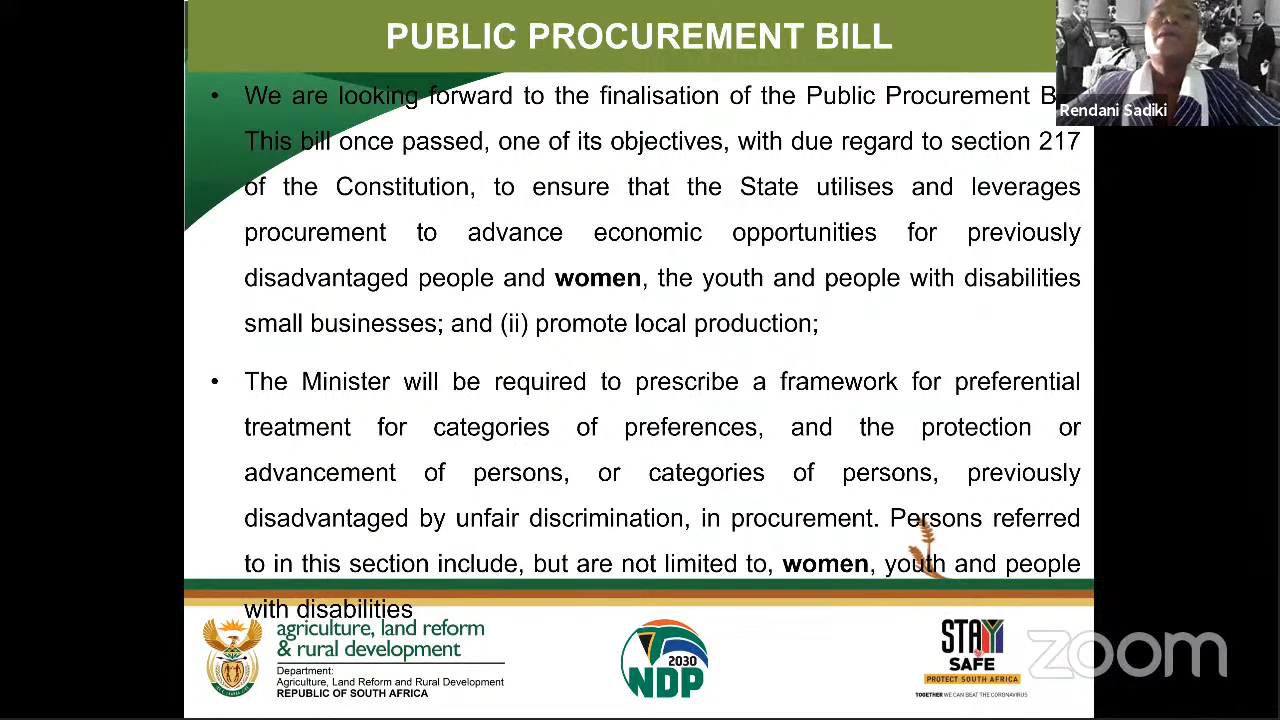 PUBLIC PROCUREMENT BILL
Rendani Sadiki
• We are looking forward to the finalisation of the Public Procurement B
This bill once passed, one of its objectives, with due regard to section 217
of the Constitution, to ensure that the State utilises and leverages
procurement to advance economic opportunities for previously
disadvantaged people and women, the youth and people with disabilities
small businesses; and (ii) promote local production;
• The Minister will be required to prescribe a framework for preferential
treatment for categories of preferences, and the protection or
advancement of persons, or categories of persons, previously
disadvantaged by unfair discrimination, in procurement. Persons referred
to in this section include, but are not limited to, women, youth and people
with disabilities
agriculture, land reform
& rural development
Department:
Agriculture, Land Reform and Rural Development
REPUBLIC OF SOUTH AFRICA
2030
NDP
STAY
SAFE
PROTECT SOUTH AFRICA
TOGETHER WE CAN BEAT THE CORONAVIRUS
zoom